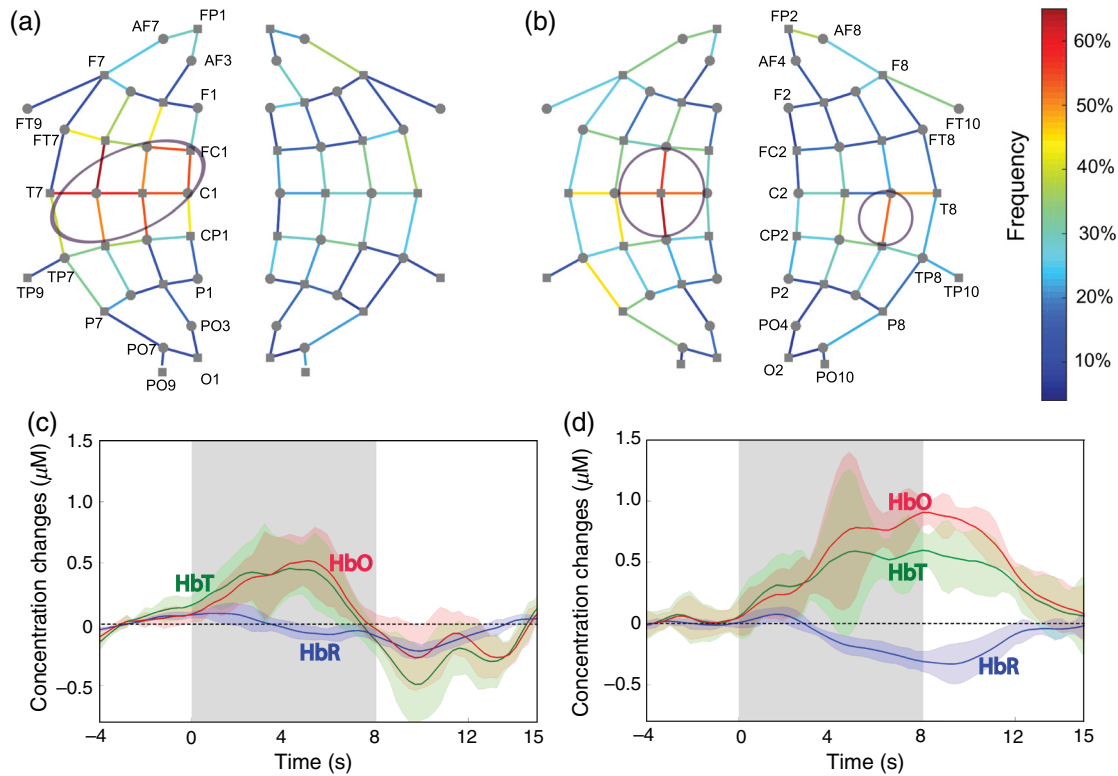 (a)
FP1
AF7
F7
AF3
F1
FT9
FT7
FC1
T7
C1
CP1
TP7
TP9
P1
P7
PO3
PO7
PO9
O1
(b)
FP2
AF8
AF4
F8
F2
FT10
FC2
FT8
C2
T8
CP2
TP8
P2
TP10
PO4
P8
O2
PO10
60%
50%
40%
30%
20%
10%
Frequency
(c)
1.5
1.0
0.5
0
−0.5
Concentration changes (μM)
HbT
HbO
HbR
−4
0
4
8
15
Time (s)
(d)
1.5
1.0
0.5
0
−0.5
Concentration changes (μM)
HbO
HbT
HbR
−4
0
4
8
12
15
Time (s)